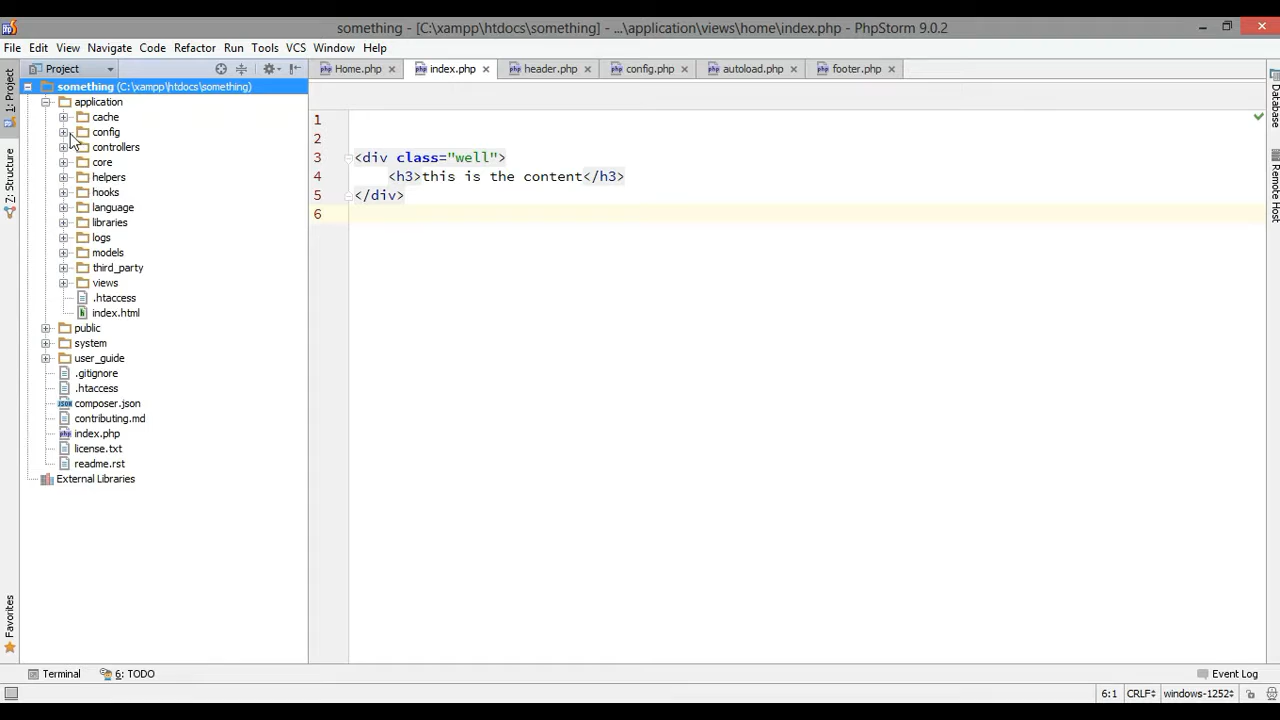 something - [C:\xampp\htdocs\something] - ...\application\views\home\index.php - PhpStorm 9.0.2
File Edit View Navigate Code Refactor Run Tools VCS Window Help
Project
Home.php index.php header.php config.php autoload.php footer.php
1: Project
Z: Structure
Favorites
something (C:\xampp\htdocs\something)
application
cache
config
controllers
core
helpers
hooks
language
libraries
logs
models
third_party
views
.htaccess
index.html
public
system
user_guide
.gitignore
.htaccess
composer.json
contributing.md
index.php
license.txt
readme.rst
External Libraries
1
2
3 <div class="well">
4 <h3>this is the content</h3>
5 </div>
6
Database
Remote Host
Terminal 6: TODO Event Log
6:1 CRLF windows-1252